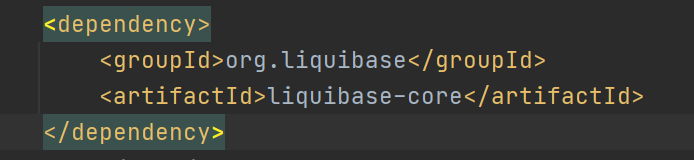 <dependency>
<groupId>org.liquibase</groupId>
<artifactId>liquibase-core</artifactId>
</dependency>